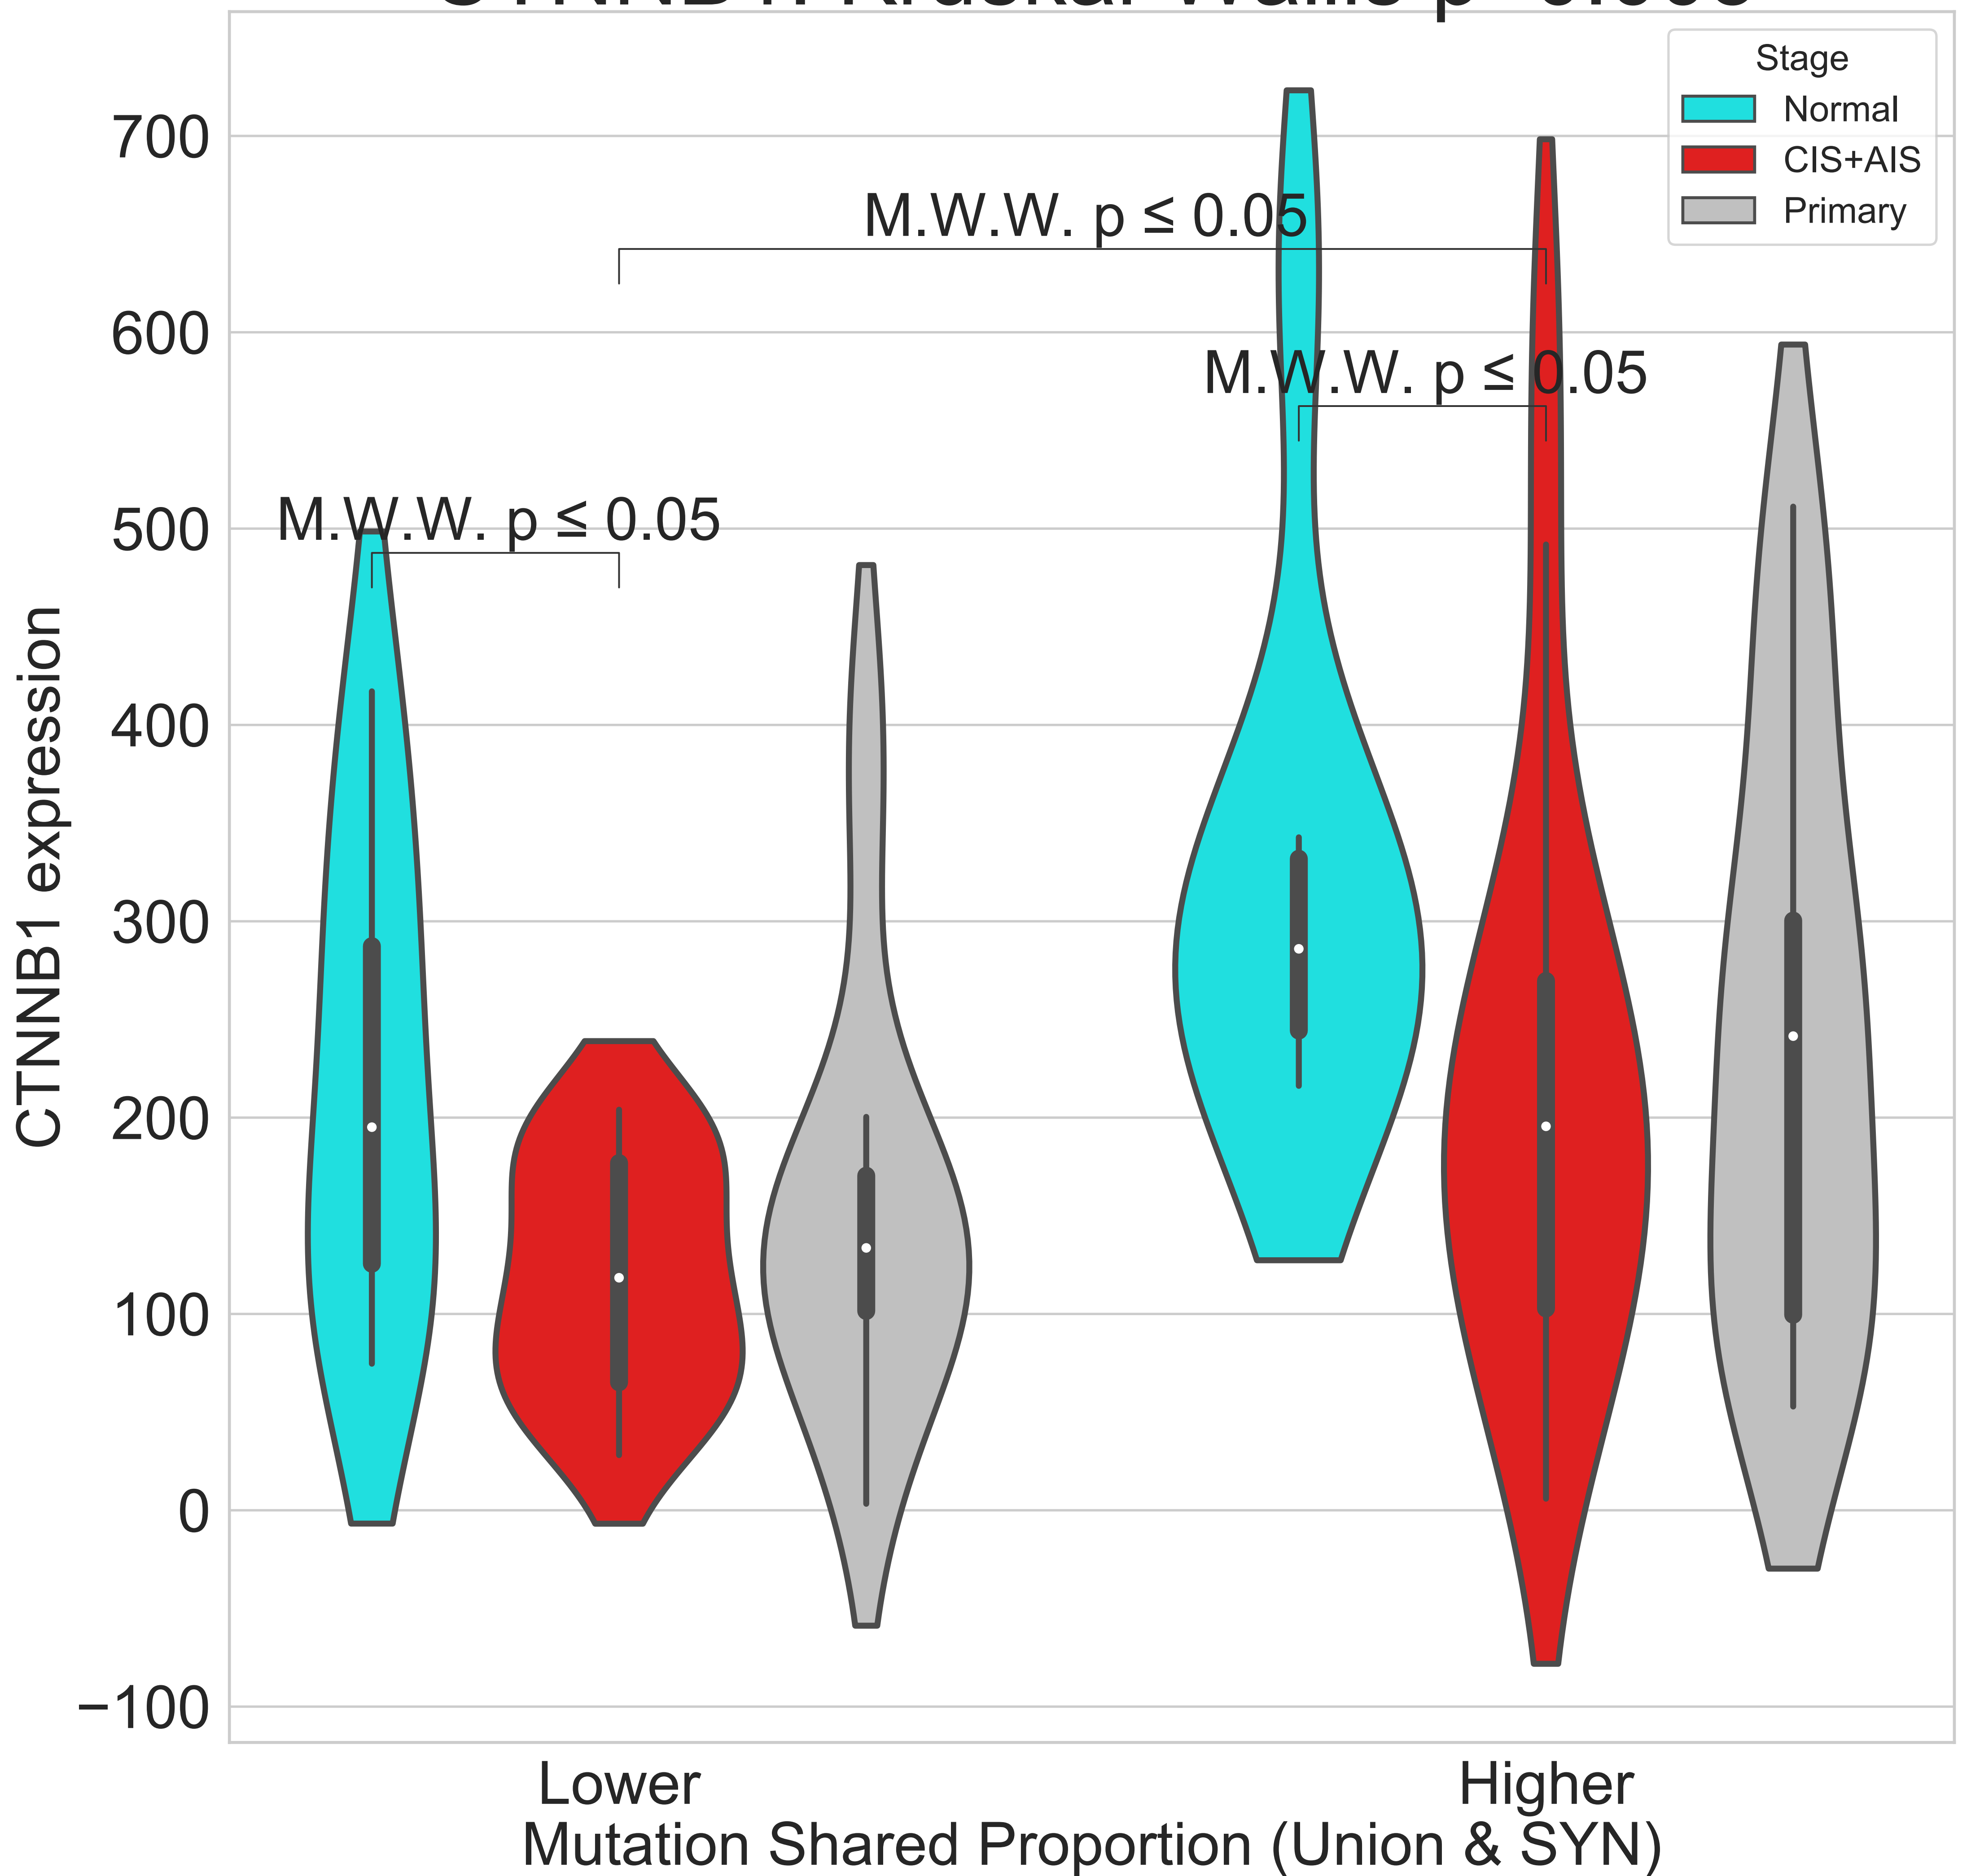 Stage
Normal
CIS+AIS
Primary
M.W.W. p ≤ 0.05
M.W.W. p ≤ 0.05
M.W.W. p ≤ 0.05
700
600
500
400
300
200
100
0
−100
CTNNB1 expression
Lower
Higher
Mutation Shared Proportion (Union & SYN)